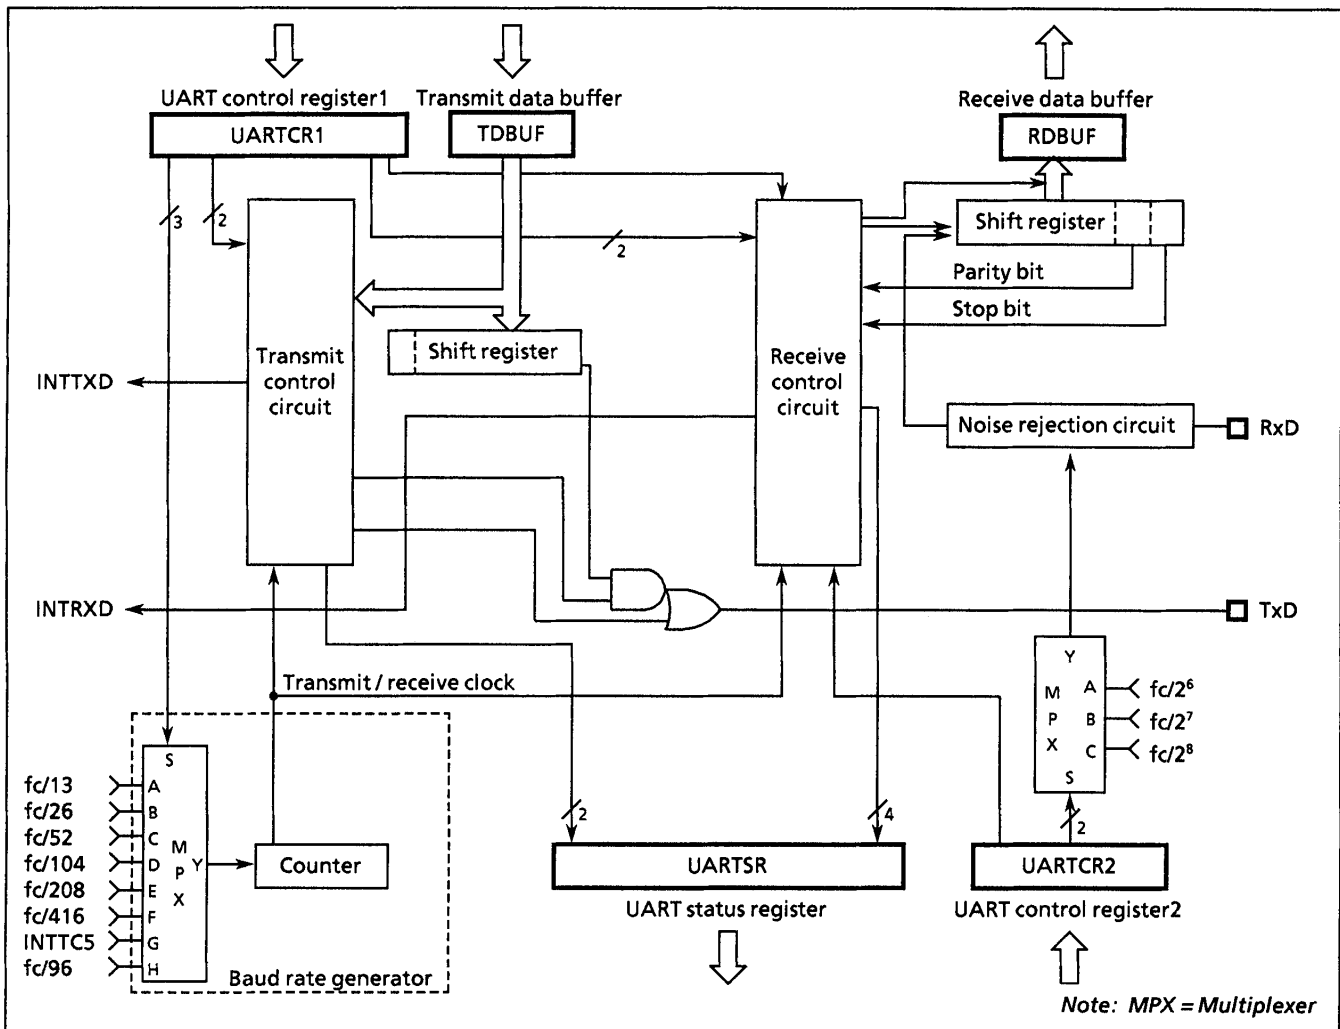 UART control register1
Transmit data buffer
Receive data buffer
UARTCR1
TDBUF
RDBUF
3
2
2
Shift register
Parity bit
Stop bit
Transmit
control
circuit
Shift register
Receive
control
circuit
INTTXD
Noise rejection circuit
RxD
INTRXD
TxD
Transmit / receive clock
Y
M
P
X
A
B
C
S
fc/2⁶
fc/2⁷
fc/2⁸
S
fc/13
A
fc/26
B
fc/52
C
fc/104
D
fc/208
E
fc/416
F
INTTC5
G
fc/96
H
M
P
X
Y
Counter
Baud rate generator
2
4
2
UARTSR
UARTCR2
UART status register
UART control register2
Note: MPX = Multiplexer